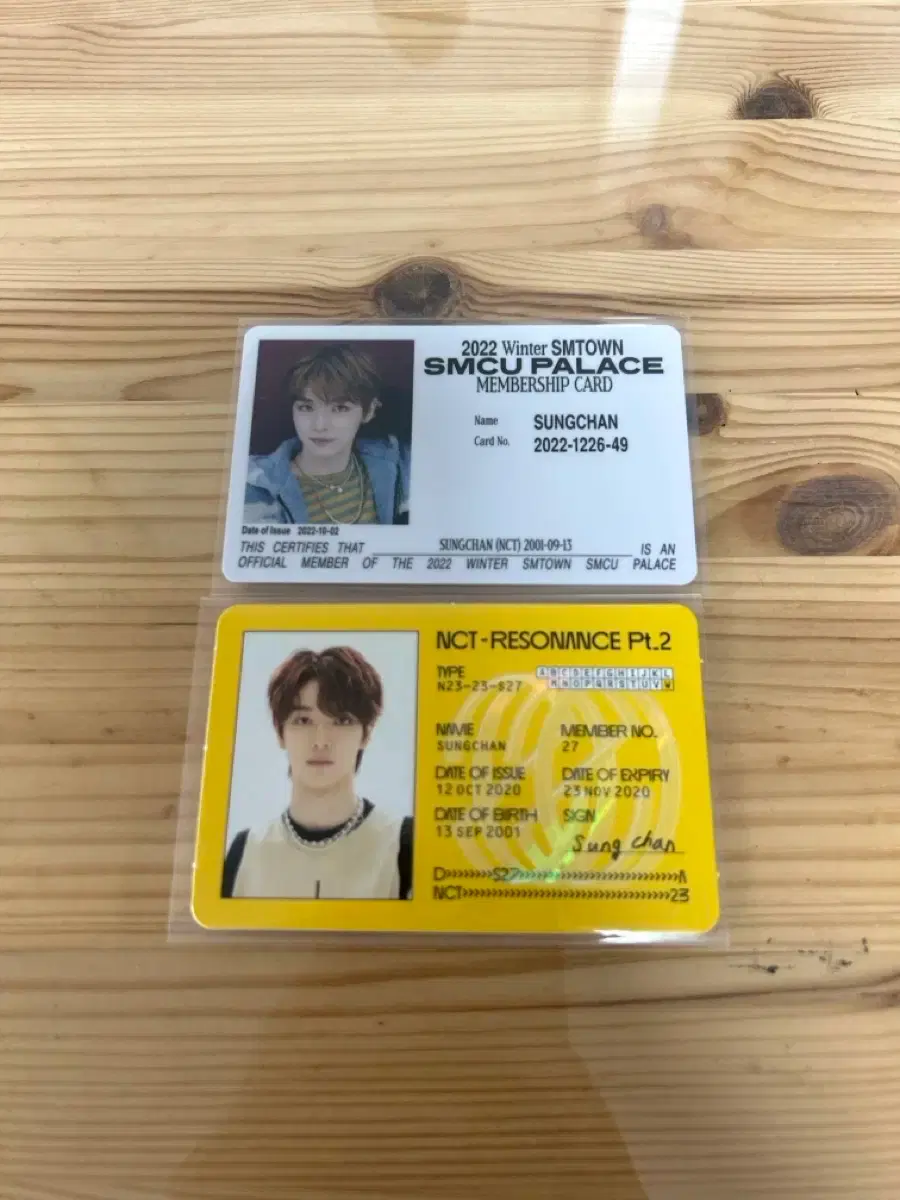 2022 Winter SMTOWN
SMCU PALACE
MEMBERSHIP CARD
Name SUNGCHAN
Card No. 2022-1226-49
Date of Issue 2022-10-02
THIS CERTIFIES THAT SUNGCHAN (NCT) 2001-09-13 IS AN
OFFICIAL MEMBER OF THE 2022 WINTER SMTOWN SMCU PALACE
NCT-RESONANCE Pt.2
TYPE ABCDEFGHIJKL
N23-23-S27 MNOPQRSTUVW
NAME MEMBER NO.
SUNGCHAN 27
DATE OF ISSUE DATE OF EXPIRY
12 OCT 2020 23 NOV 2020
DATE OF BIRTH SIGN
13 SEP 2001 Sung chan